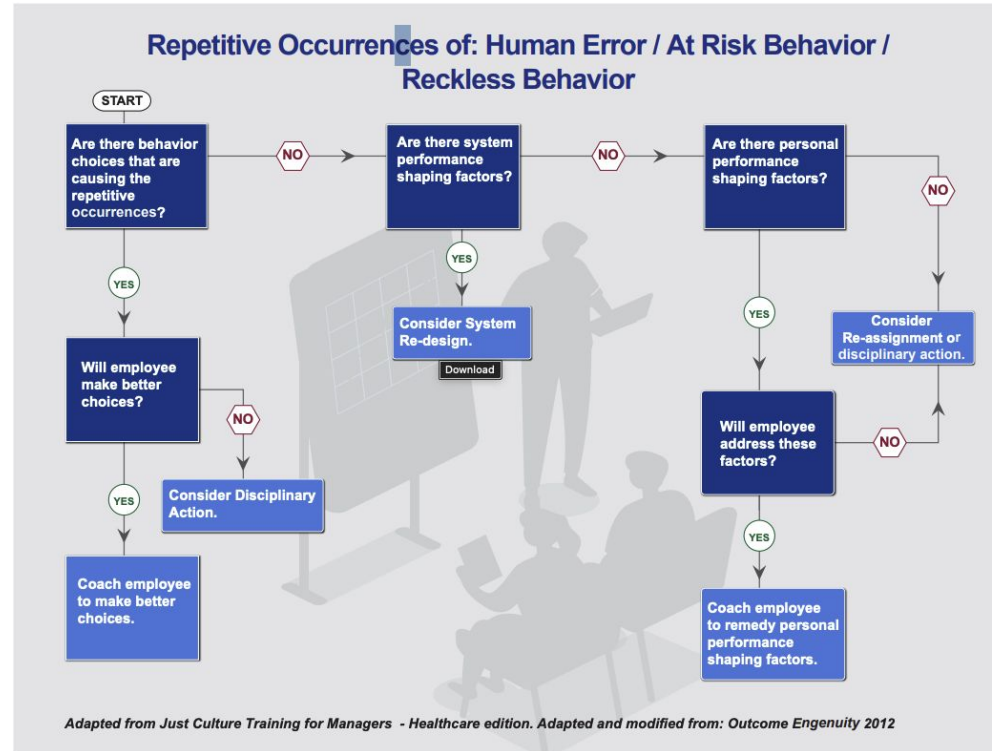 Repetitive Occurrences of: Human Error / At Risk Behavior /
Reckless Behavior
START
Are there behavior
choices that are
causing the
repetitive
occurrences?
NO
Are there system
performance
shaping factors?
NO
Are there personal
performance
shaping factors?
NO
YES
YES
YES
Consider System
Re-design.
Download
Consider
Re-assignment or
disciplinary action.
Will employee
make better
choices?
NO
Will employee
address these
factors?
NO
YES
Consider Disciplinary
Action.
YES
Coach employee
to make better
choices.
Coach employee
to remedy personal
performance
shaping factors.
Adapted from Just Culture Training for Managers - Healthcare edition. Adapted and modified from: Outcome Engenuity 2012